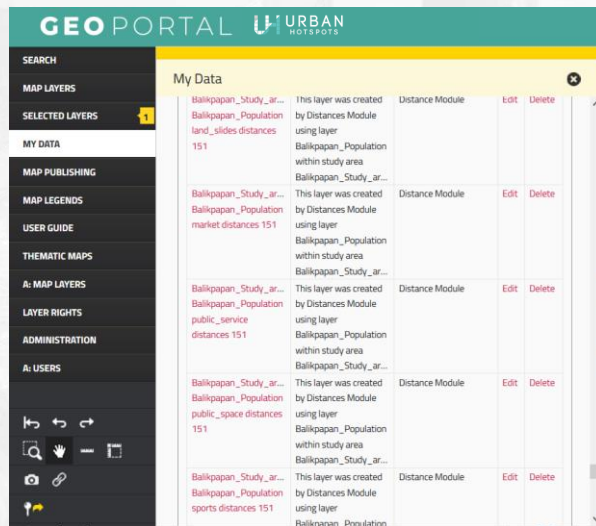 GEOPORTAL URBAN HOTSPOTS
SEARCH
MAP LAYERS
SELECTED LAYERS 1
MY DATA
MAP PUBLISHING
MAP LEGENDS
USER GUIDE
THEMATIC MAPS
A: MAP LAYERS
LAYER RIGHTS
ADMINISTRATION
A: USERS
My Data
Balikpapan_Study_ar... This layer was created Distance Module Edit Delete
Balikpapan_Population by Distances Module
land_slides distances using layer
151 Balikpapan_Population
within study area
Balikpapan_Study_ar...
Balikpapan_Study_ar... This layer was created Distance Module Edit Delete
Balikpapan_Population by Distances Module
market distances 151 using layer
Balikpapan_Population
within study area
Balikpapan_Study_ar...
Balikpapan_Study_ar... This layer was created Distance Module Edit Delete
Balikpapan_Population by Distances Module
public_service using layer
distances 151 Balikpapan_Population
within study area
Balikpapan_Study_ar...
Balikpapan_Study_ar... This layer was created Distance Module Edit Delete
Balikpapan_Population by Distances Module
public_space distances using layer
151 Balikpapan_Population
within study area
Balikpapan_Study_ar...
Balikpapan_Study_ar... This layer was created Distance Module Edit Delete
Balikpapan_Population by Distances Module
sports distances 151 using layer
Balikpapan_Population